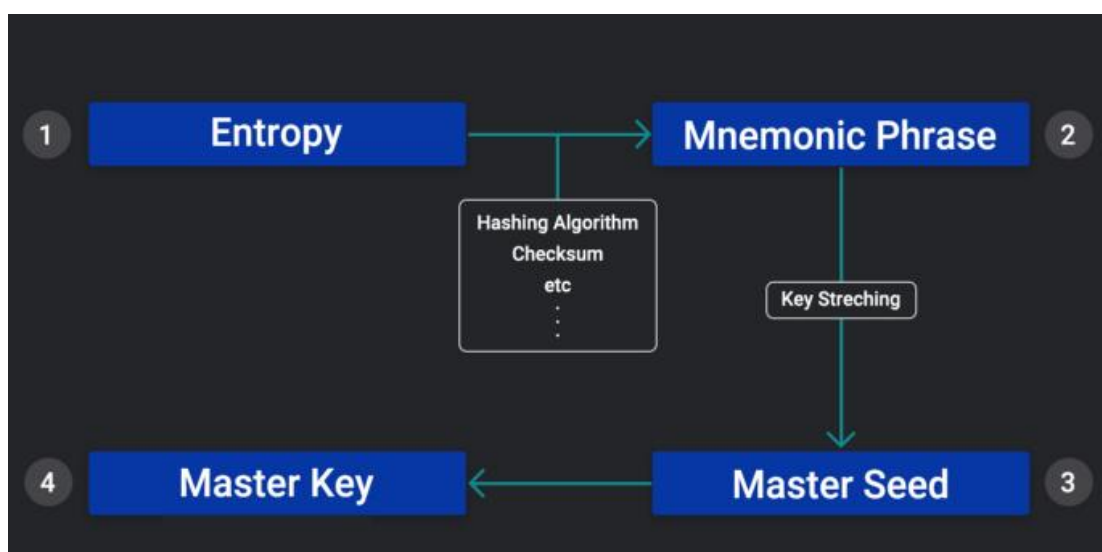 1
Entropy
Mnemonic Phrase
2
Hashing Algorithm
Checksum
etc
.
.
.
Key Streching
4
Master Key
Master Seed
3